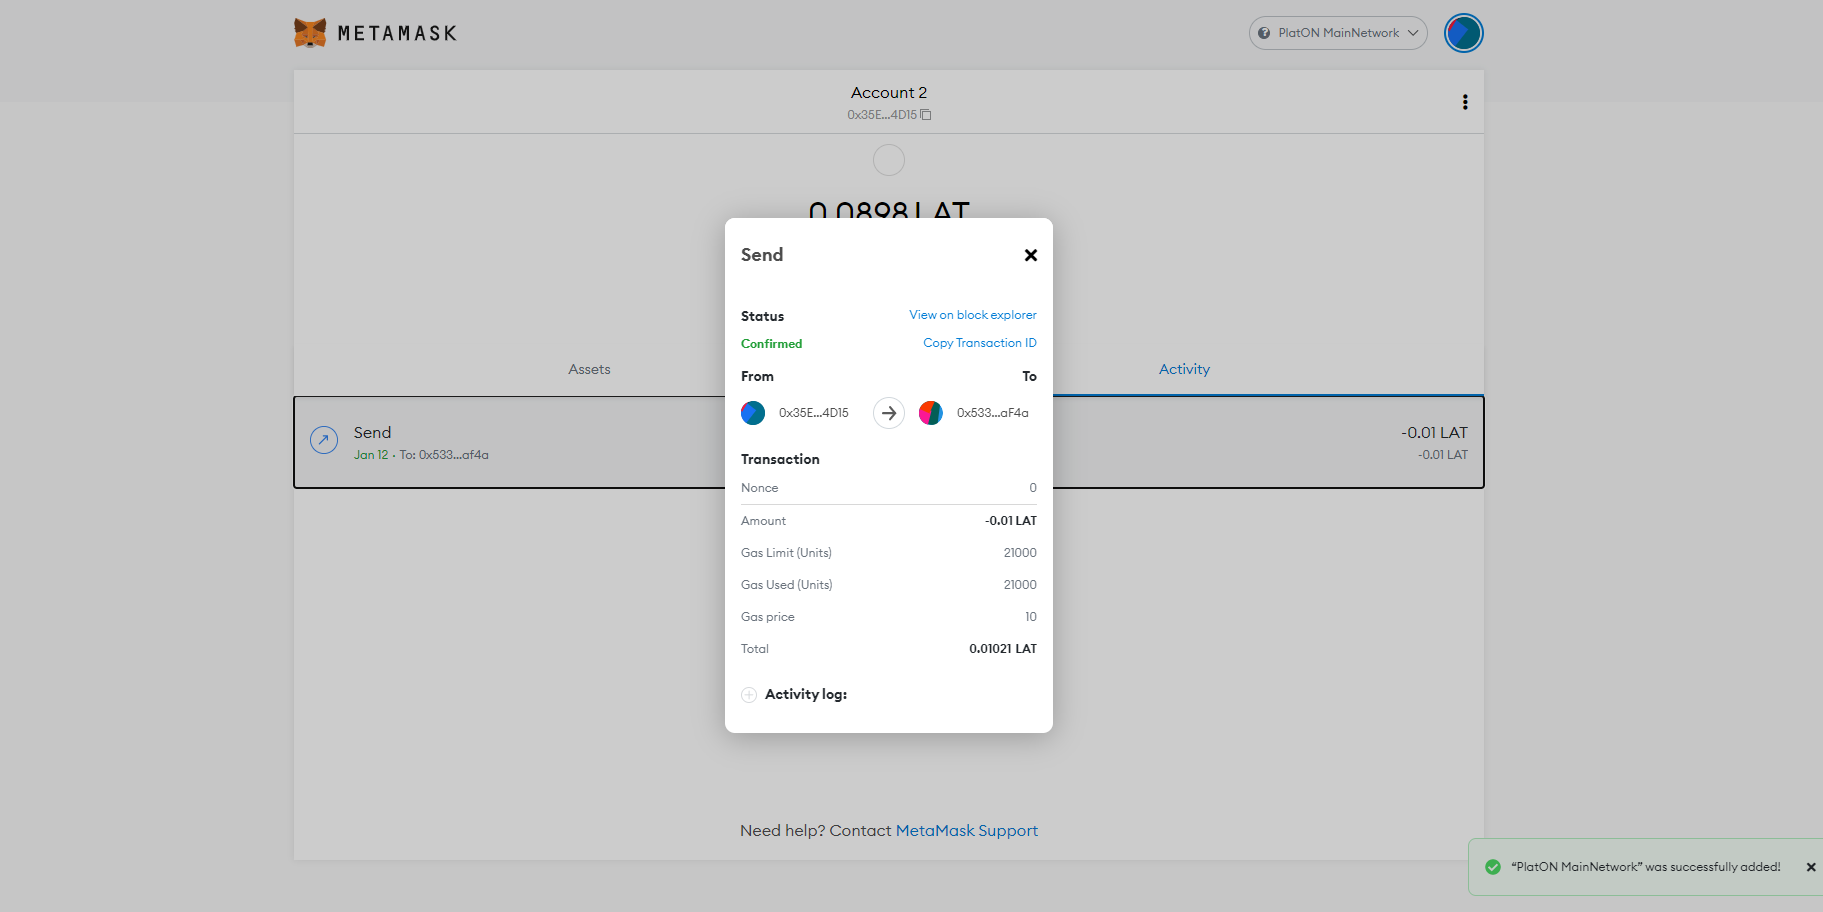 METAMASK
PlatON MainNetwork
Account 2
0x35E...4D15
0.0898 LAT
Send
Status
View on block explorer
Confirmed
Copy Transaction ID
From
To
0x35E...4D15
0x533...aF4a
Transaction
Nonce 0
Amount -0.01 LAT
Gas Limit (Units) 21000
Gas Used (Units) 21000
Gas price 10
Total 0.01021 LAT
Activity log:
Assets
Activity
Send
Jan 12 · To: 0x533...af4a
-0.01 LAT
-0.01 LAT
Need help? Contact MetaMask Support
“PlatON MainNetwork” was successfully added!